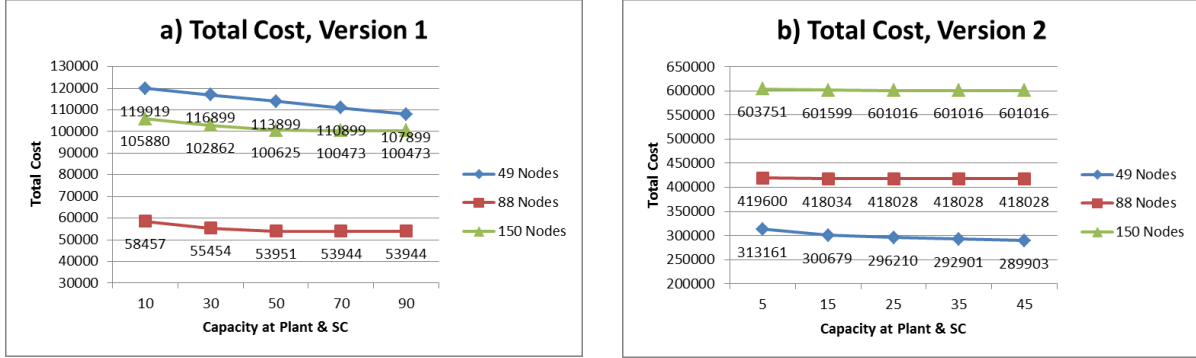 a) Total Cost, Version 1
Total Cost
130000
120000
110000
100000
90000
80000
70000
60000
50000
40000
30000
119919 116899 113899 110899 107899
105880 102862 100625 100473 100473
58457 55454 53951 53944 53944
10 30 50 70 90
Capacity at Plant & SC
49 Nodes
88 Nodes
150 Nodes
b) Total Cost, Version 2
Total Cost
650000
600000
550000
500000
450000
400000
350000
300000
250000
200000
603751 601599 601016 601016 601016
419600 418034 418028 418028 418028
313161 300679 296210 292901 289903
5 15 25 35 45
Capacity at Plant & SC
49 Nodes
88 Nodes
150 Nodes